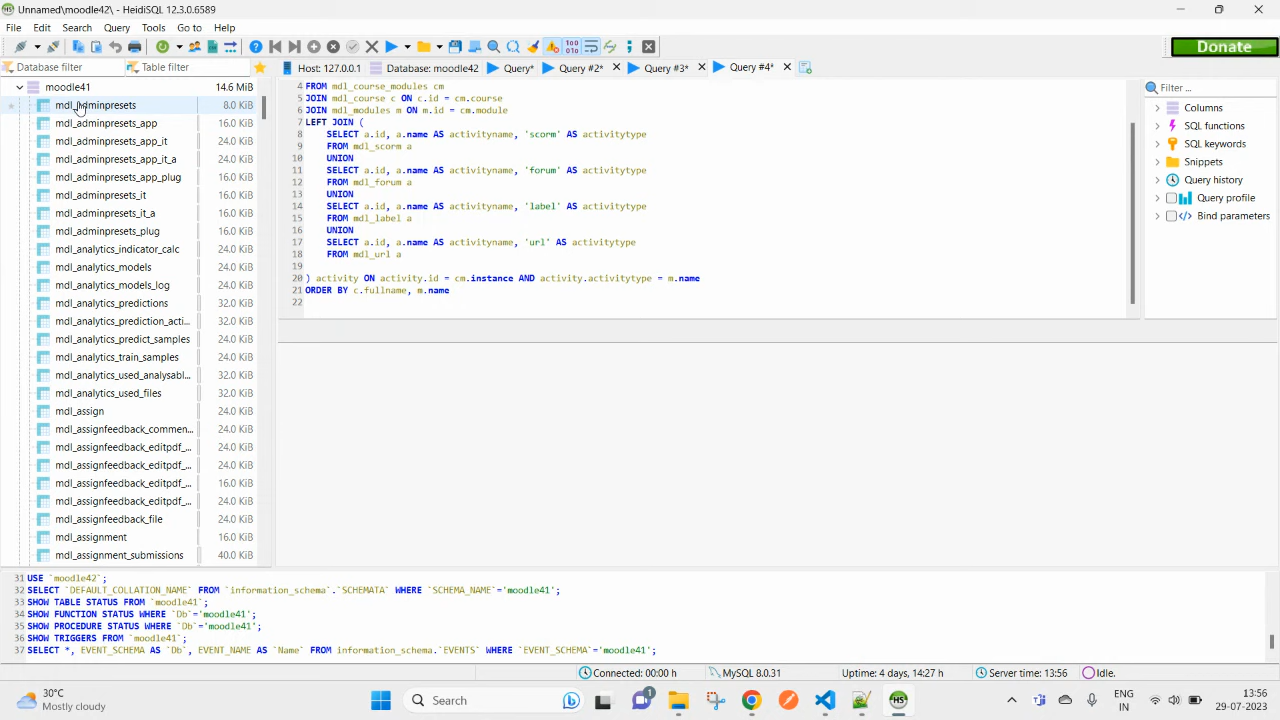 Unnamed\moodle42\ - HeidiSQL 12.3.0.6589
File Edit Search Query Tools Go to Help
Donate
Database filter Table filter Host: 127.0.0.1 Database: moodle42 Query* Query #2* Query #3* Query #4*
moodle41 14.6 MiB
mdl_adminpresets 8.0 KiB
mdl_adminpresets_app 16.0 KiB
mdl_adminpresets_app_it 24.0 KiB
mdl_adminpresets_app_it_a 24.0 KiB
mdl_adminpresets_app_plug 16.0 KiB
mdl_adminpresets_it 16.0 KiB
mdl_adminpresets_it_a 16.0 KiB
mdl_adminpresets_plug 16.0 KiB
mdl_analytics_indicator_calc 24.0 KiB
mdl_analytics_models 24.0 KiB
mdl_analytics_models_log 24.0 KiB
mdl_analytics_predictions 32.0 KiB
mdl_analytics_prediction_acti... 32.0 KiB
mdl_analytics_predict_samples 24.0 KiB
mdl_analytics_train_samples 24.0 KiB
mdl_analytics_used_analysabl... 32.0 KiB
mdl_analytics_used_files 32.0 KiB
mdl_assign 24.0 KiB
mdl_assignfeedback_commen... 24.0 KiB
mdl_assignfeedback_editpdf_... 24.0 KiB
mdl_assignfeedback_editpdf_... 24.0 KiB
mdl_assignfeedback_editpdf_... 16.0 KiB
mdl_assignfeedback_editpdf_... 24.0 KiB
mdl_assignfeedback_file 24.0 KiB
mdl_assignment 16.0 KiB
mdl_assignment_submissions 40.0 KiB
4 FROM mdl_course_modules cm
5 JOIN mdl_course c ON c.id = cm.course
6 JOIN mdl_modules m ON m.id = cm.module
7 LEFT JOIN (
8 SELECT a.id, a.name AS activityname, 'scorm' AS activitytype
9 FROM mdl_scorm a
10 UNION
11 SELECT a.id, a.name AS activityname, 'forum' AS activitytype
12 FROM mdl_forum a
13 UNION
14 SELECT a.id, a.name AS activityname, 'label' AS activitytype
15 FROM mdl_label a
16 UNION
17 SELECT a.id, a.name AS activityname, 'url' AS activitytype
18 FROM mdl_url a
19
20 ) activity ON activity.id = cm.instance AND activity.activitytype = m.name
21 ORDER BY c.fullname, m.name
22
Filter ...
Columns
SQL functions
SQL keywords
Snippets
Query history
Query profile
Bind parameters
31 USE `moodle42`;
32 SELECT `DEFAULT_COLLATION_NAME` FROM `information_schema`.`SCHEMATA` WHERE `SCHEMA_NAME`='moodle41';
33 SHOW TABLE STATUS FROM `moodle41`;
34 SHOW FUNCTION STATUS WHERE `Db`='moodle41';
35 SHOW PROCEDURE STATUS WHERE `Db`='moodle41';
36 SHOW TRIGGERS FROM `moodle41`;
37 SELECT *, EVENT_SCHEMA AS `Db`, EVENT_NAME AS `Name` FROM information_schema.`EVENTS` WHERE `EVENT_SCHEMA`='moodle41';
Connected: 00:00 h MySQL 8.0.31 Uptime: 4 days, 14:27 h Server time: 13:56 Idle.
30°C
Mostly cloudy
Search
1
ENG
IN
13:56
29-07-2023